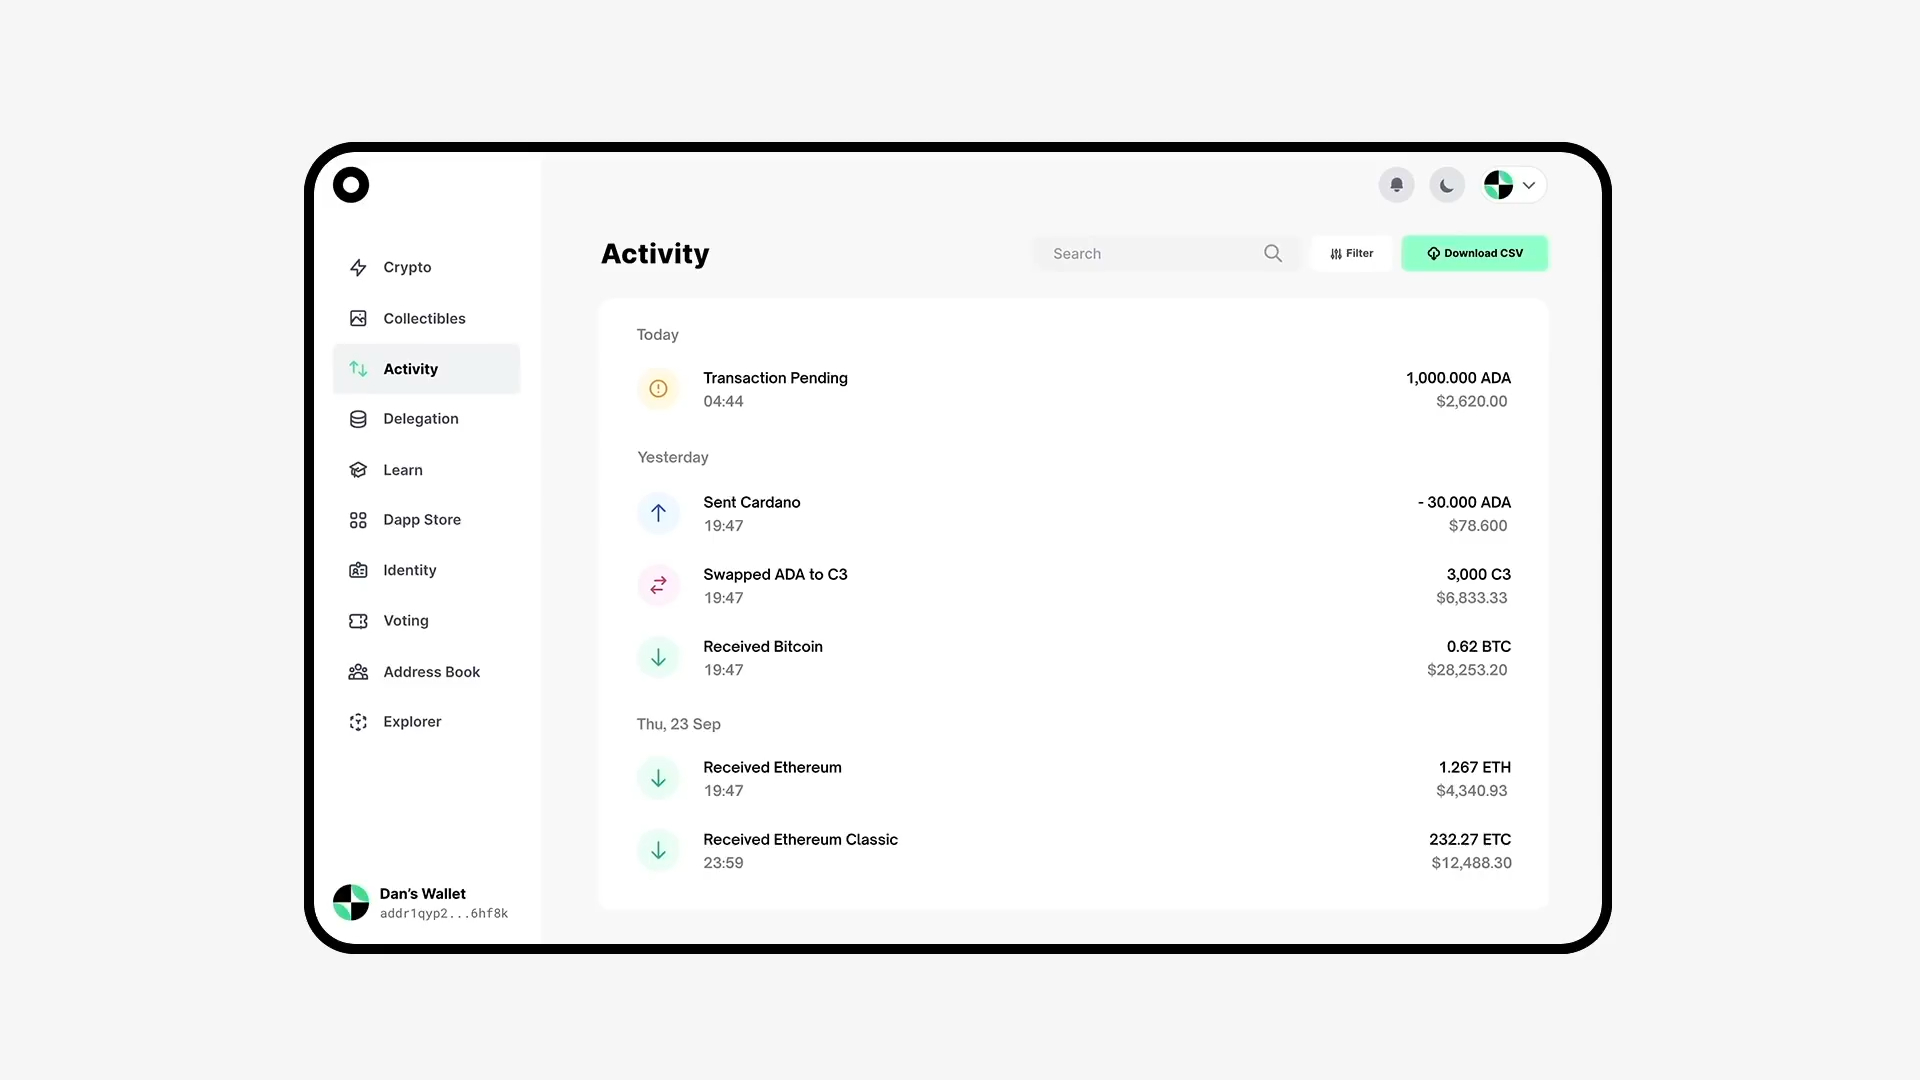 Crypto
Collectibles
Activity
Delegation
Learn
Dapp Store
Identity
Voting
Address Book
Explorer
Dan's Wallet
addr1qyp2...6hf8k
Activity
Search
Filter
Download CSV
Today
Transaction Pending
1,000.000 ADA
04:44
$2,620.00
Yesterday
Sent Cardano
- 30.000 ADA
19:47
$78.600
Swapped ADA to C3
3,000 C3
19:47
$6,833.33
Received Bitcoin
0.62 BTC
19:47
$28,253.20
Thu, 23 Sep
Received Ethereum
1.267 ETH
19:47
$4,340.93
Received Ethereum Classic
232.27 ETC
23:59
$12,488.30